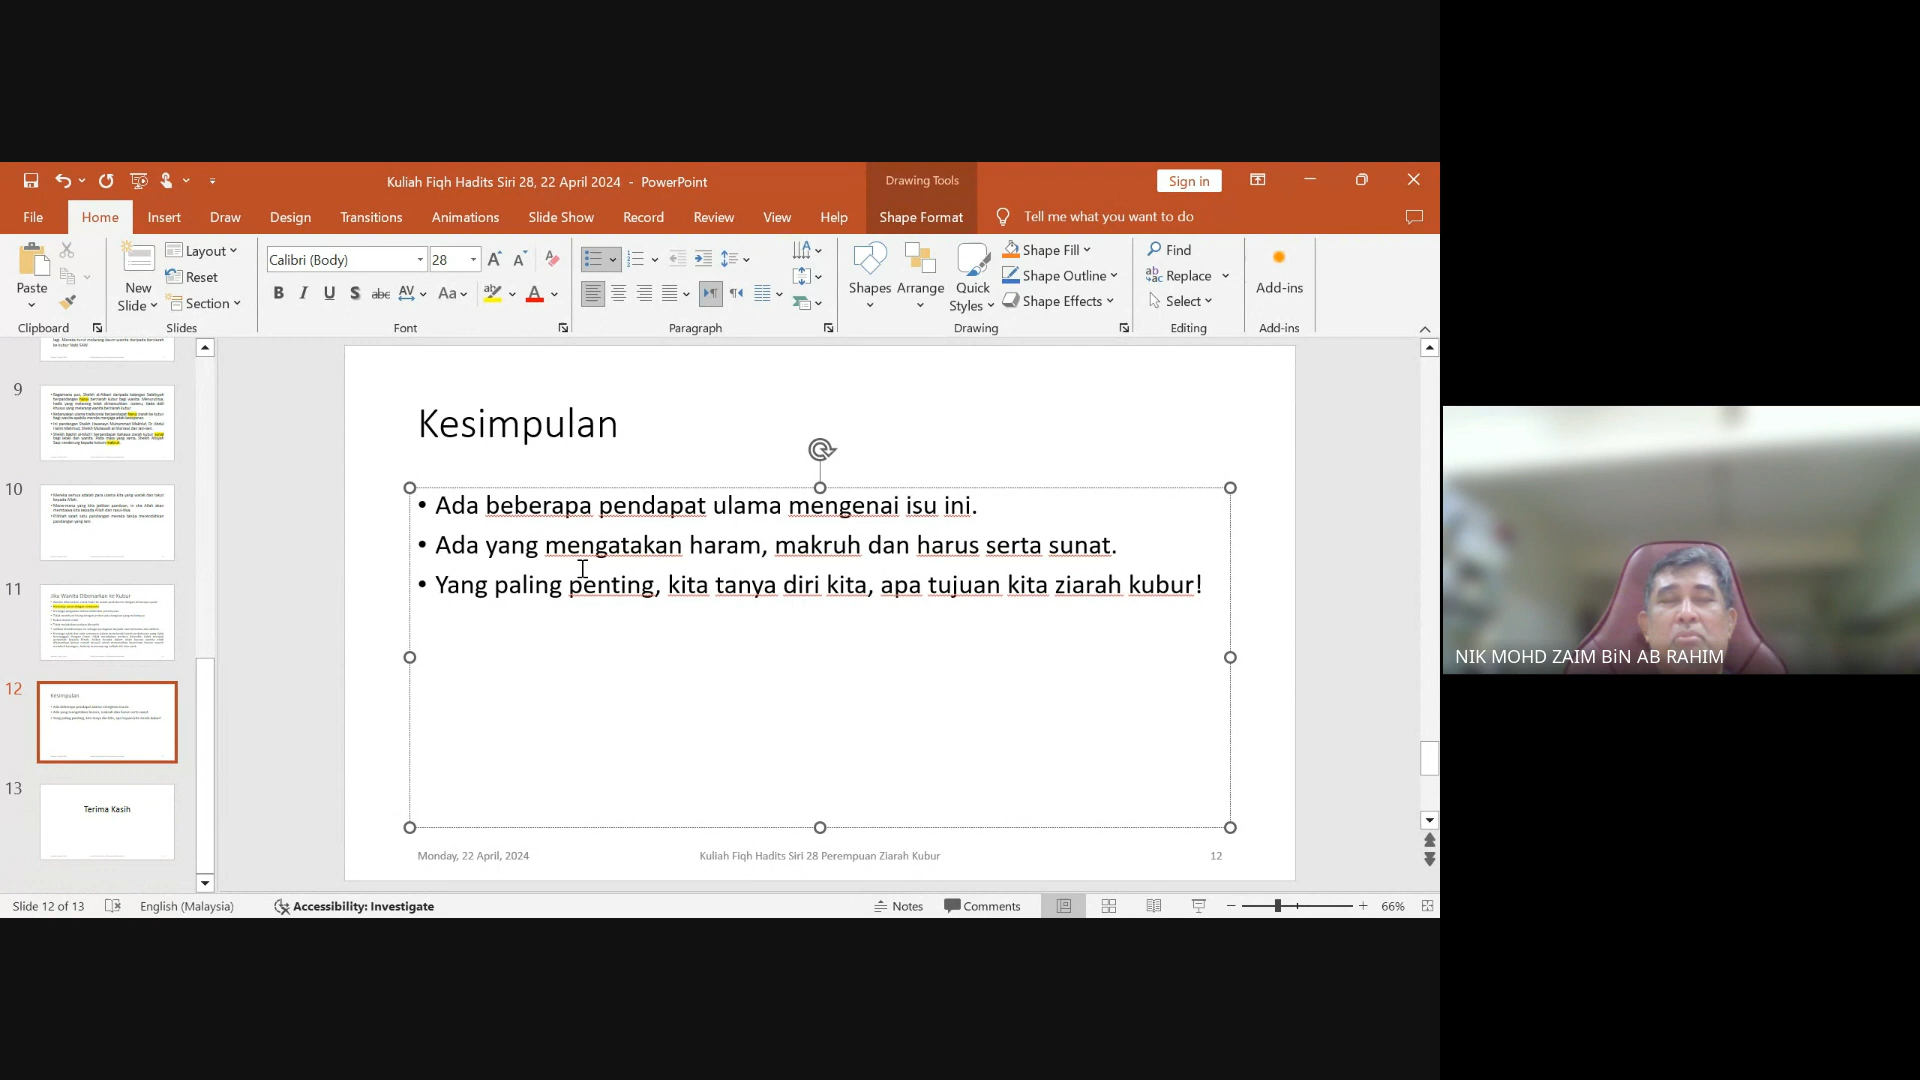 Kuliah Fiqh Hadits Siri 28, 22 April 2024 - PowerPoint
Drawing Tools
Sign in
File Home Insert Draw Design Transitions Animations Slide Show Record Review View Help Shape Format Tell me what you want to do
Paste
Clipboard
New Slide
Layout
Reset
Section
Slides
Calibri (Body) 28
Font
Paragraph
Shapes
Arrange
Quick Styles
Shape Fill
Shape Outline
Shape Effects
Drawing
Find
Replace
Select
Editing
Add-ins
Add-ins
9
10
11
Jika Wanita Dibenarkan ke Kubur
12
Kesimpulan
13
Terima Kasih
Kesimpulan
• Ada beberapa pendapat ulama mengenai isu ini.
• Ada yang mengatakan haram, makruh dan harus serta sunat.
• Yang paling penting, kita tanya diri kita, apa tujuan kita ziarah kubur!
Monday, 22 April, 2024
Kuliah Fiqh Hadits Siri 28 Perempuan Ziarah Kubur
12
NIK MOHD ZAIM BiN AB RAHIM
Slide 12 of 13
English (Malaysia)
Accessibility: Investigate
Notes
Comments
66%